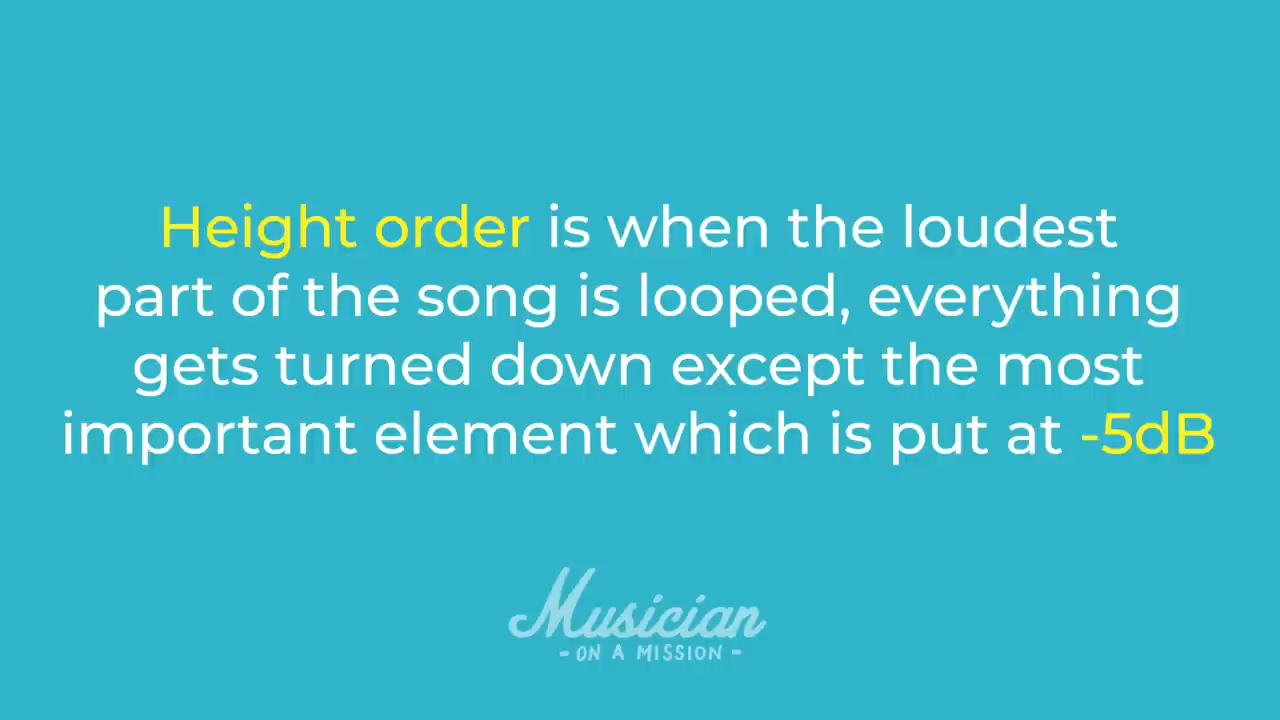 Height order is when the loudest
part of the song is looped, everything
gets turned down except the most
important element which is put at -5dB
Musician
- ON A MISSION -